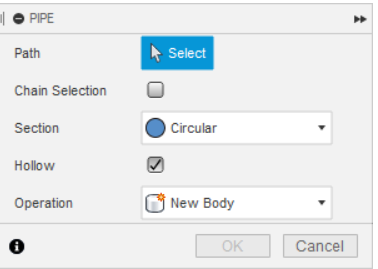 PIPE
Path Select
Chain Selection
Section Circular
Hollow
Operation New Body
OK Cancel